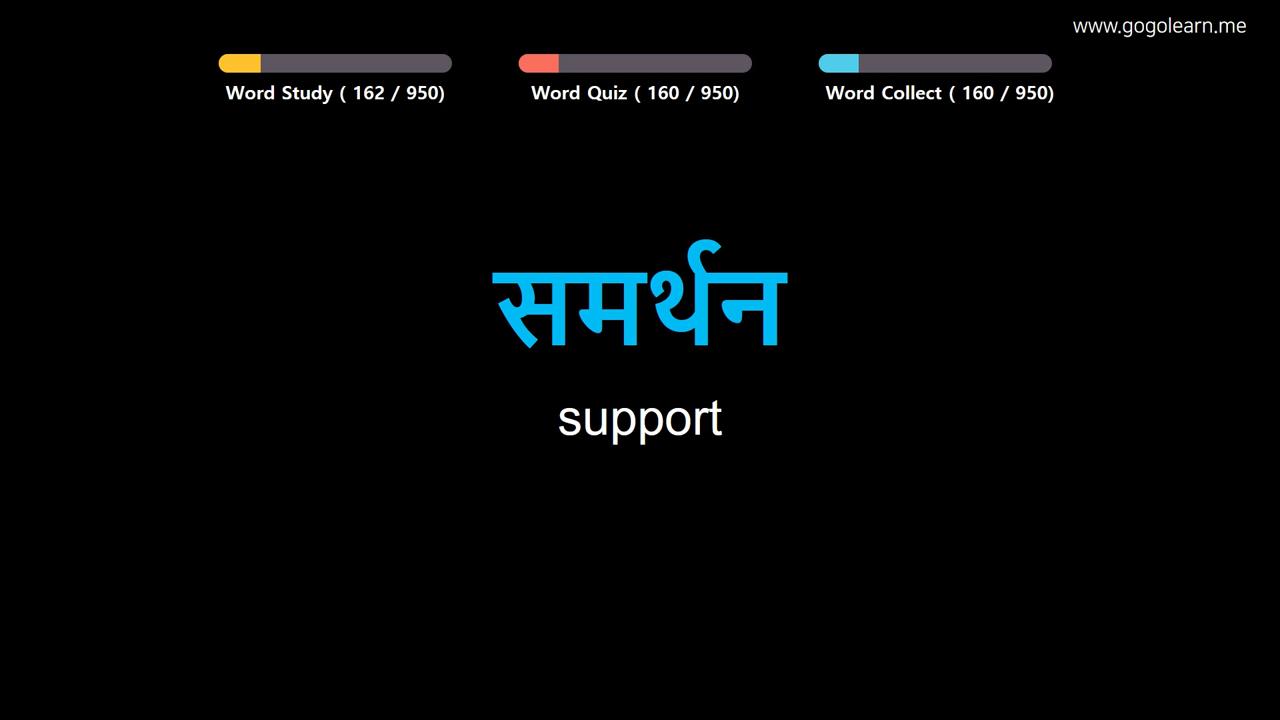 www.gogolearn.me
Word Study ( 162 / 950)
Word Quiz ( 160 / 950)
Word Collect ( 160 / 950)
समर्थन
support